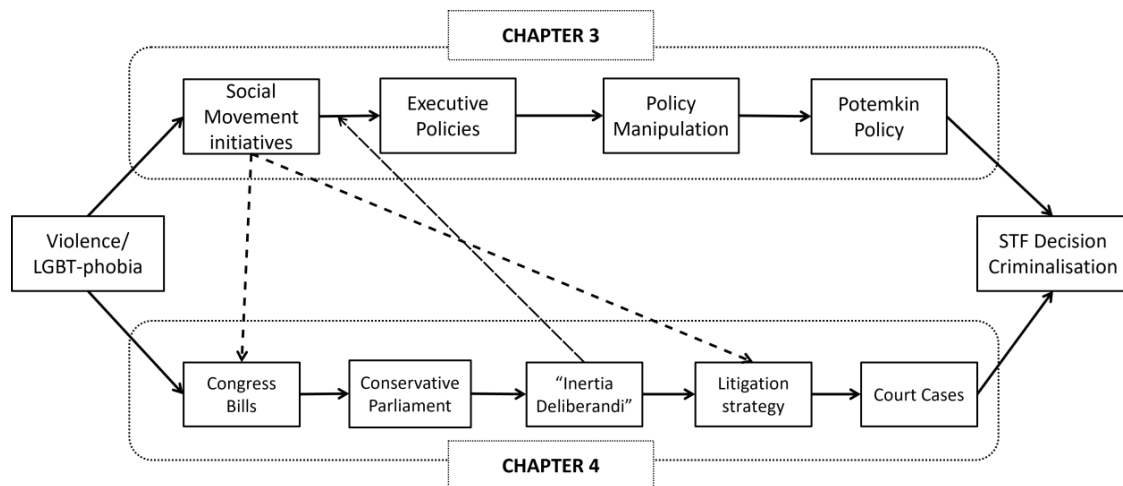 CHAPTER 3
Social
Movement
initiatives
Executive
Policies
Policy
Manipulation
Potemkin
Policy
Violence/
LGBT-phobia
STF Decision
Criminalisation
Congress
Bills
Conservative
Parliament
“Inertia
Deliberandi”
Litigation
strategy
Court Cases
CHAPTER 4